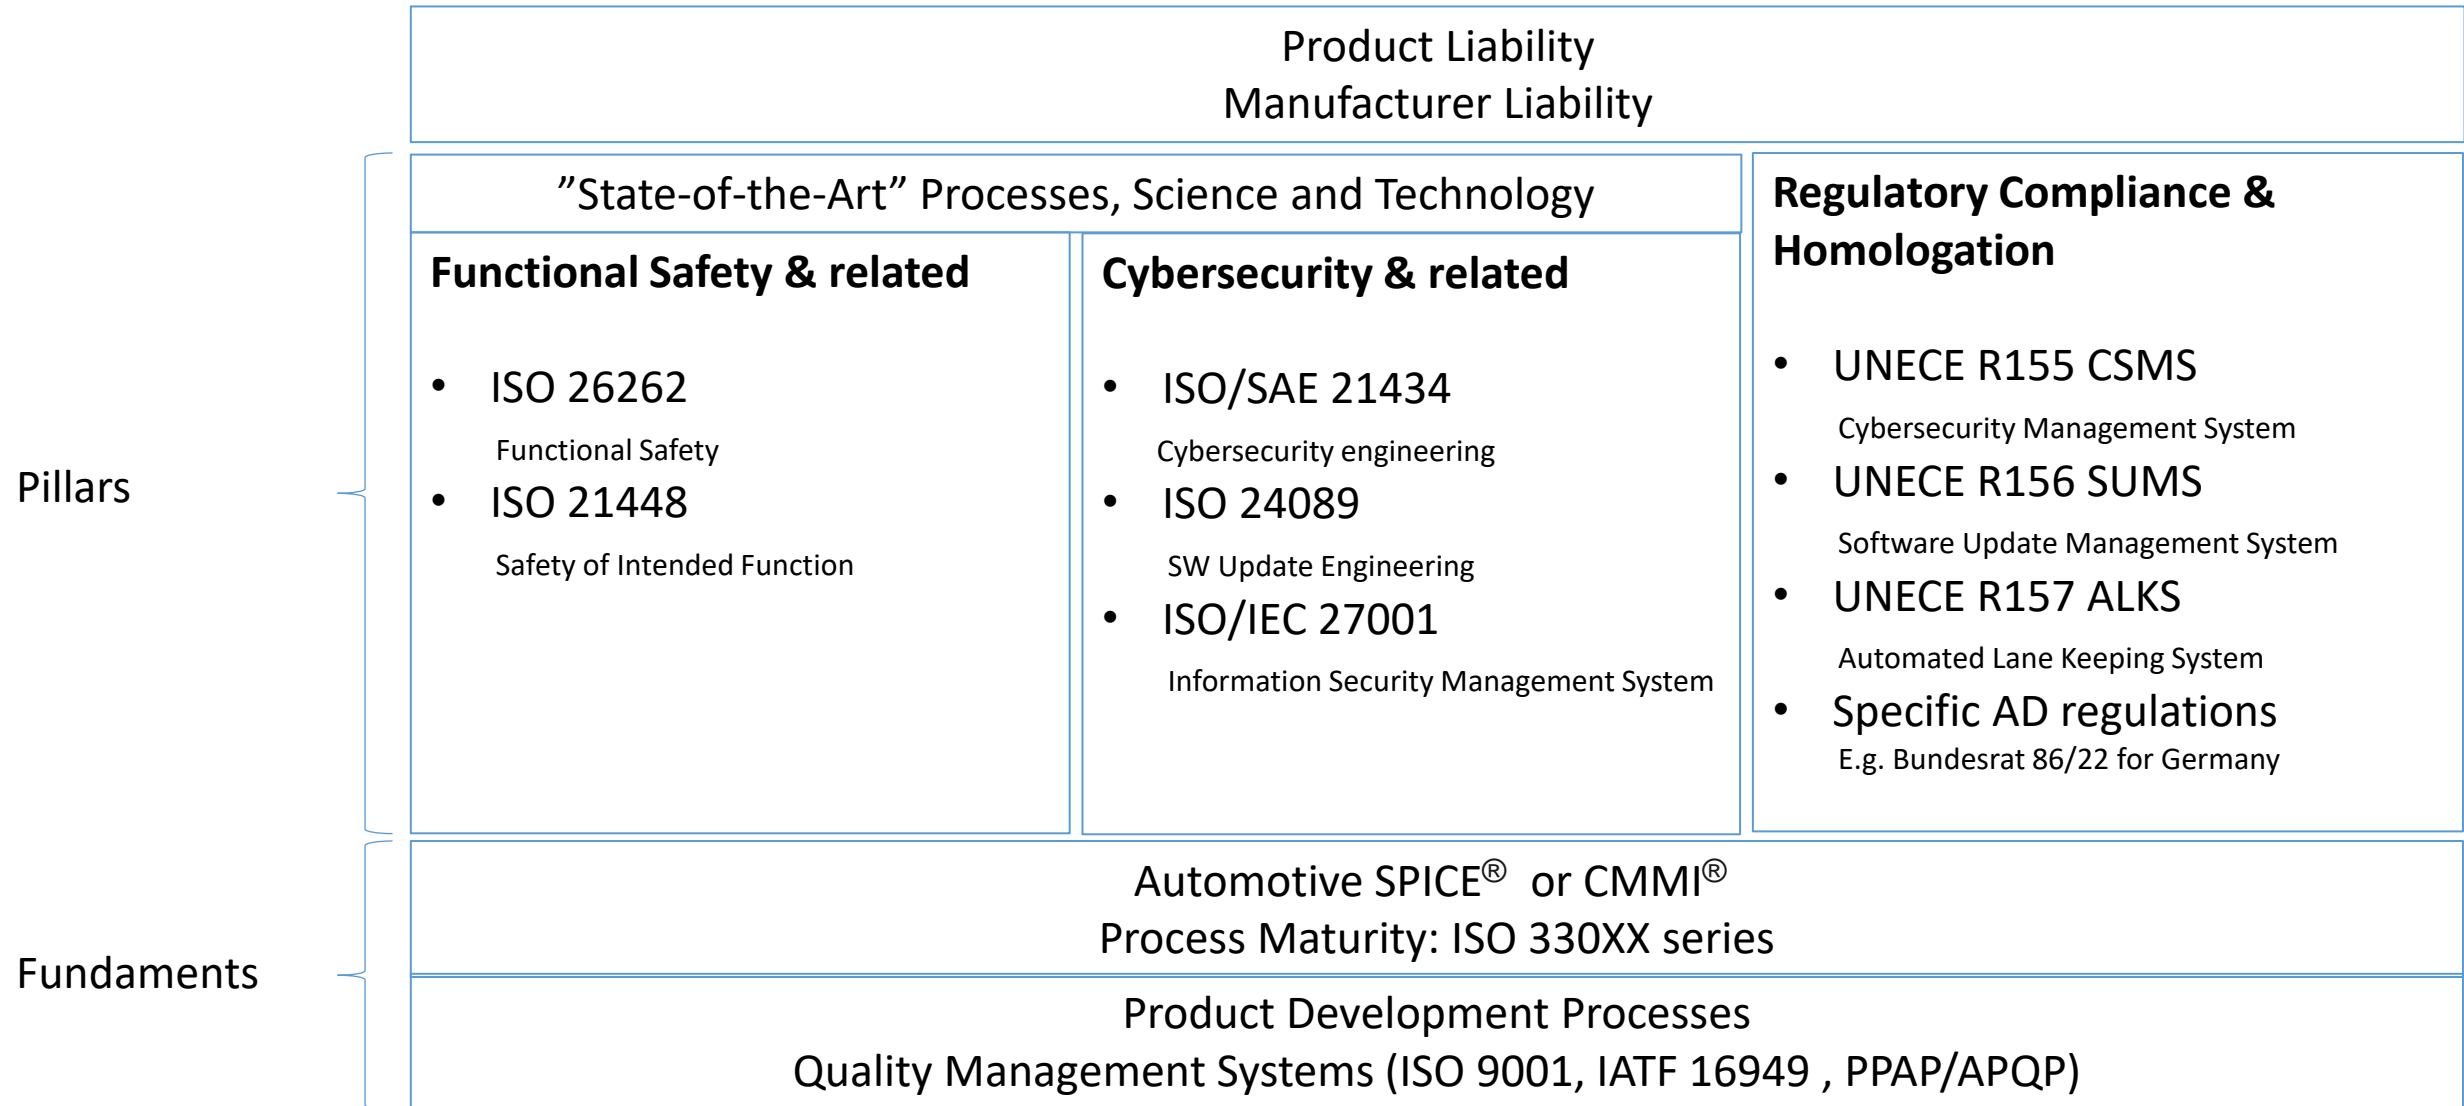 Product Liability
Manufacturer Liability
”State-of-the-Art” Processes, Science and Technology
Functional Safety & related
• ISO 26262
Functional Safety
• ISO 21448
Safety of Intended Function
Cybersecurity & related
• ISO/SAE 21434
Cybersecurity engineering
• ISO 24089
SW Update Engineering
• ISO/IEC 27001
Information Security Management System
Regulatory Compliance &
Homologation
• UNECE R155 CSMS
Cybersecurity Management System
• UNECE R156 SUMS
Software Update Management System
• UNECE R157 ALKS
Automated Lane Keeping System
• Specific AD regulations
E.g. Bundesrat 86/22 for Germany
Pillars
Automotive SPICE® or CMMI®
Process Maturity: ISO 330XX series
Fundaments
Product Development Processes
Quality Management Systems (ISO 9001, IATF 16949 , PPAP/APQP)